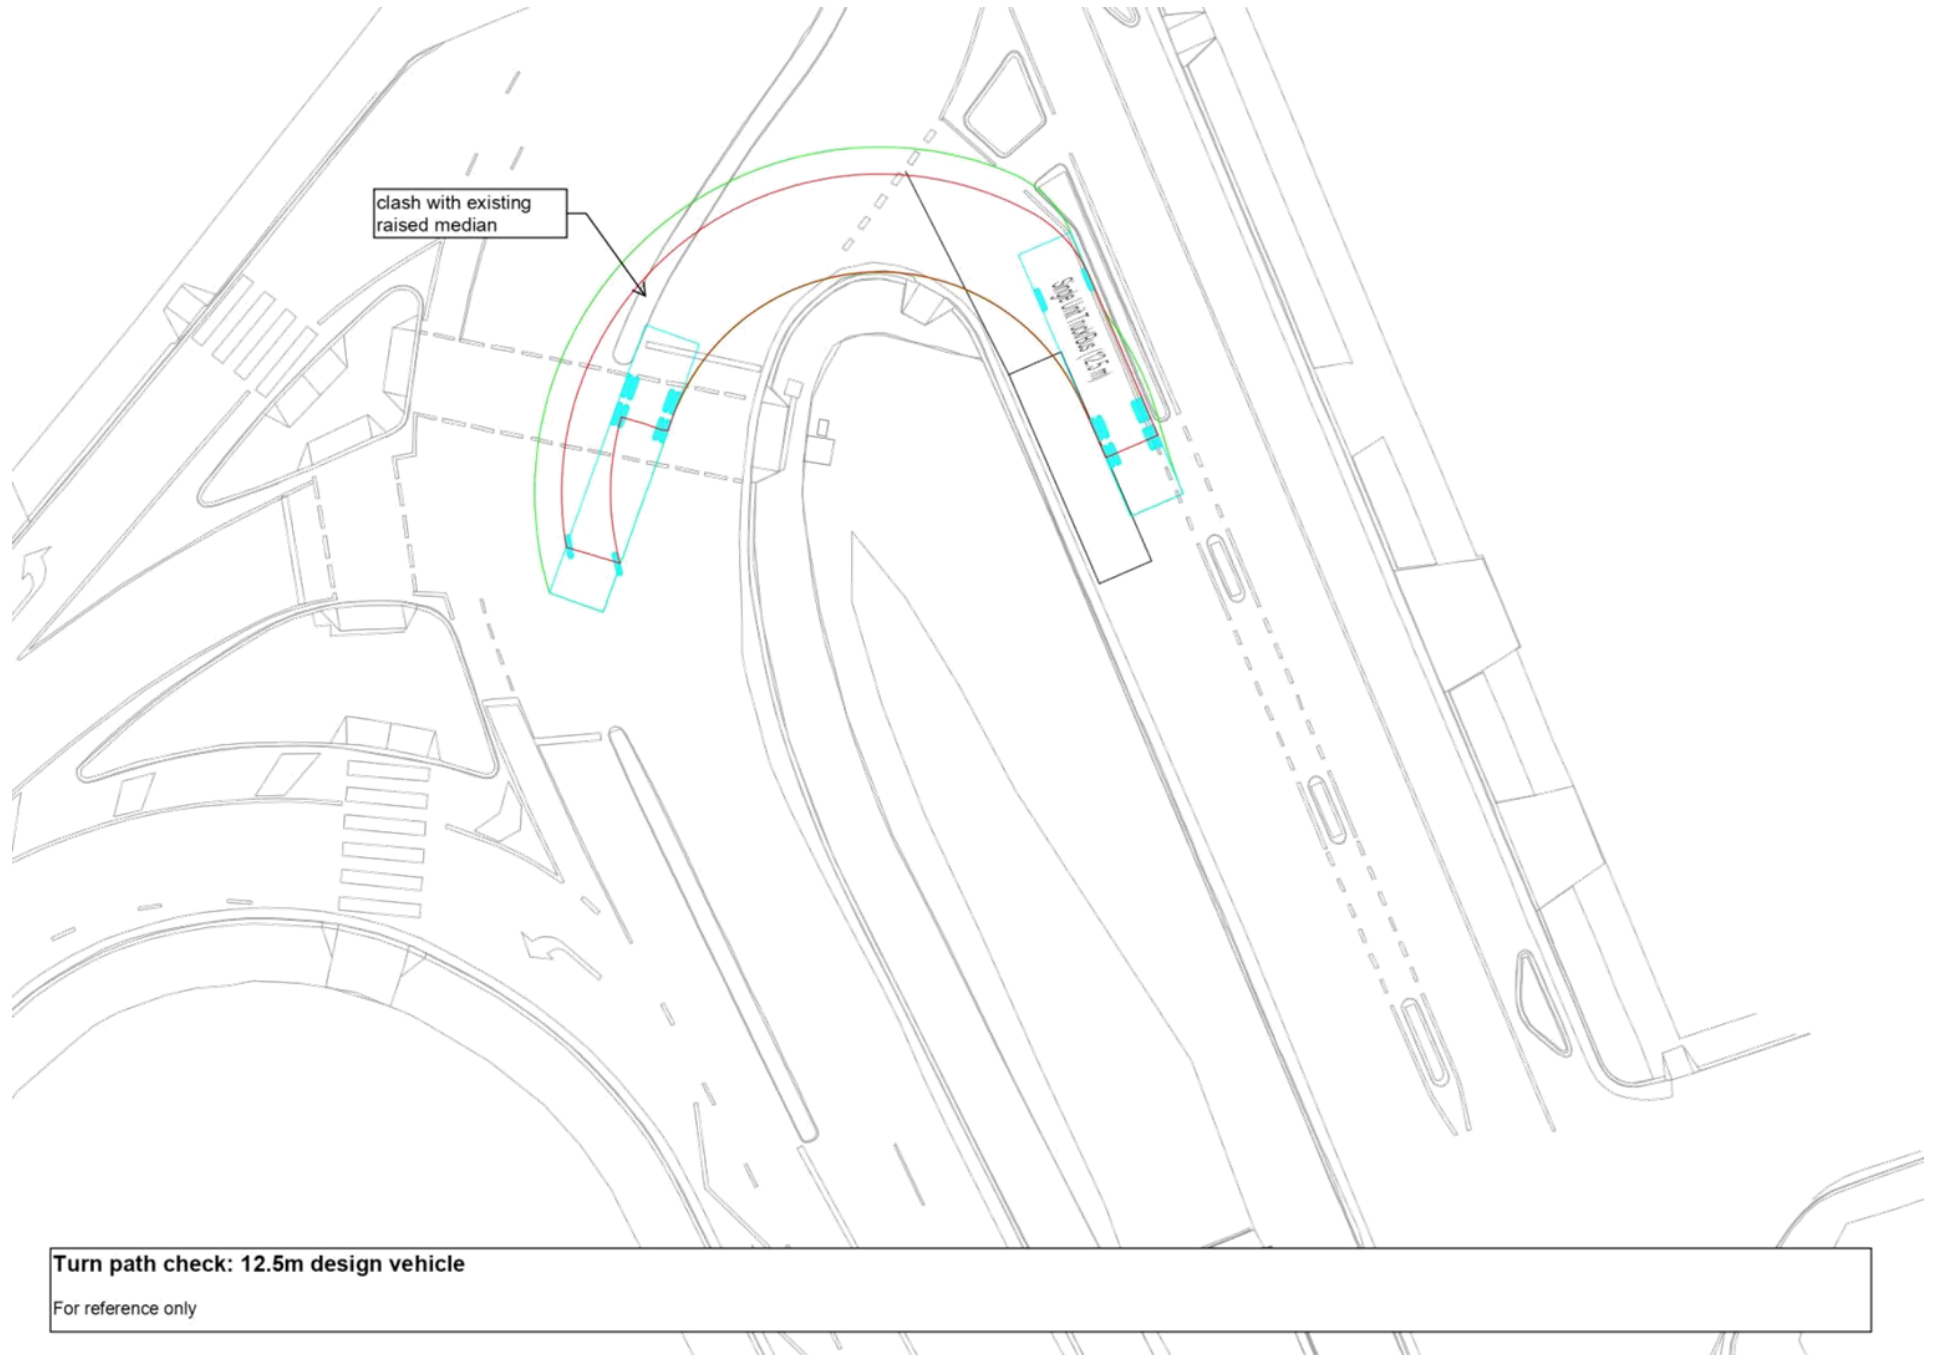 clash with existing
raised median
Single Unit Truck/Bus (12.5 m)
Turn path check: 12.5m design vehicle
For reference only